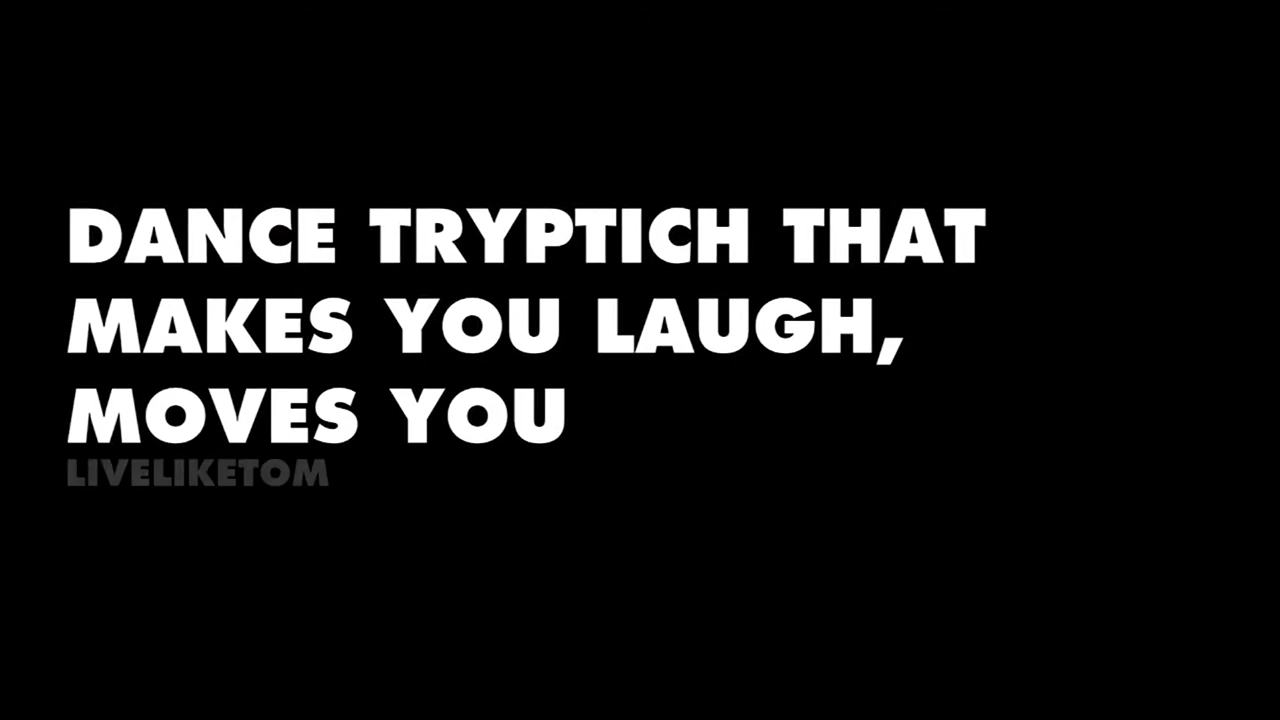 DANCE TRYPTICH THAT
MAKES YOU LAUGH,
MOVES YOU
LIVELIKETOM